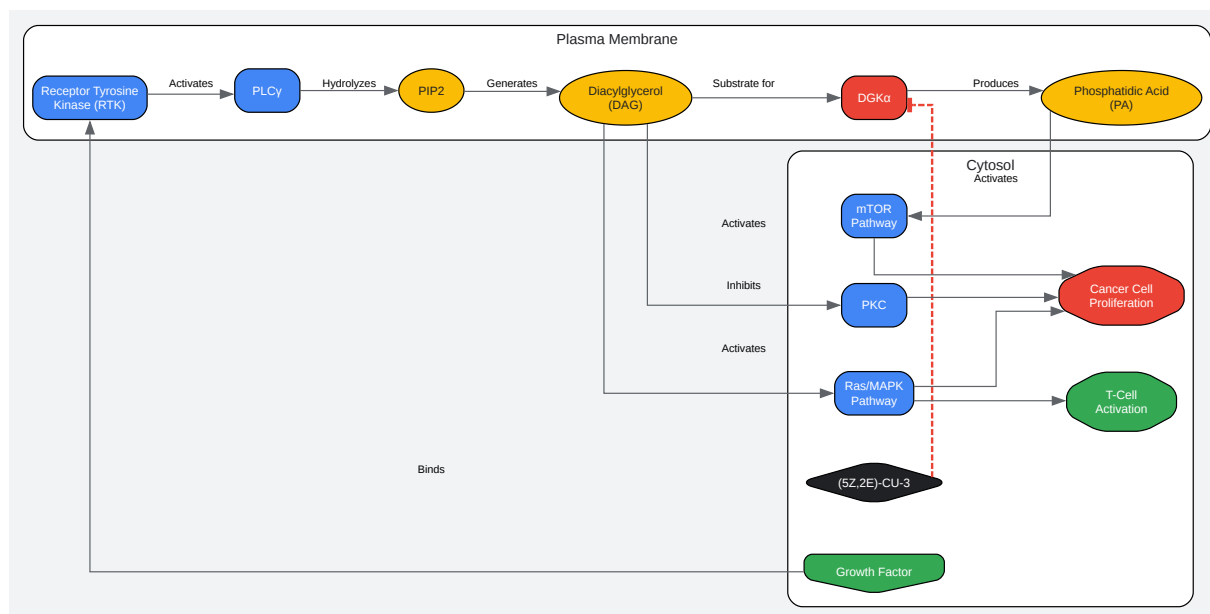 Plasma Membrane
Receptor Tyrosine
Kinase (RTK)
Activates
PLCγ
Hydrolyzes
PIP2
Generates
Diacylglycerol
(DAG)
Substrate for
DGKα
Produces
Phosphatidic Acid
(PA)
Cytosol
Activates
mTOR
Pathway
Activates
Inhibits
PKC
Cancer Cell
Proliferation
Activates
Ras/MAPK
Pathway
T-Cell
Activation
Binds
(5Z,2E)-CU-3
Growth Factor